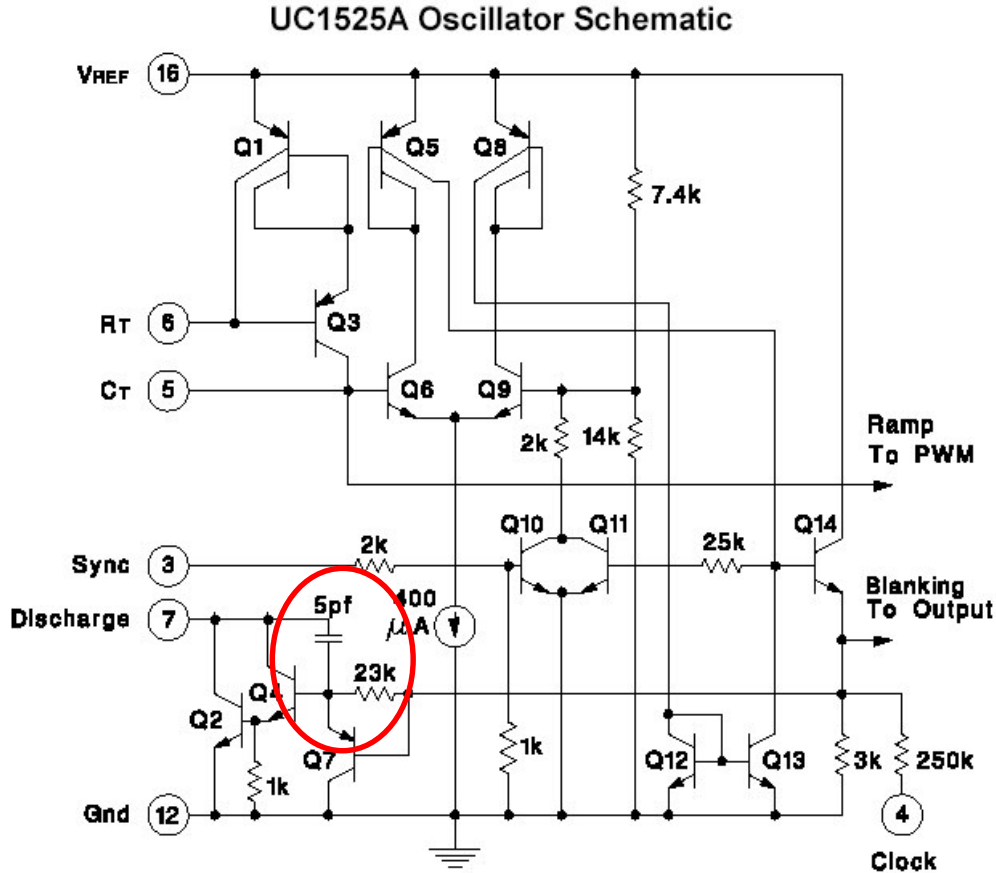 UC1525A Oscillator Schematic
VREF 16
Q1
Q5
Q8
7.4k
RT 6
Q3
CT 5
Q6
Q9
2k
14k
Ramp
To PWM
Q10
Q11
Q14
Sync 3
2k
25k
Discharge 7
5pf
400
μA
Blanking
To Output
Q4
23k
Q2
Q7
1k
1k
Q12
Q13
3k
250k
Gnd 12
4
Clock